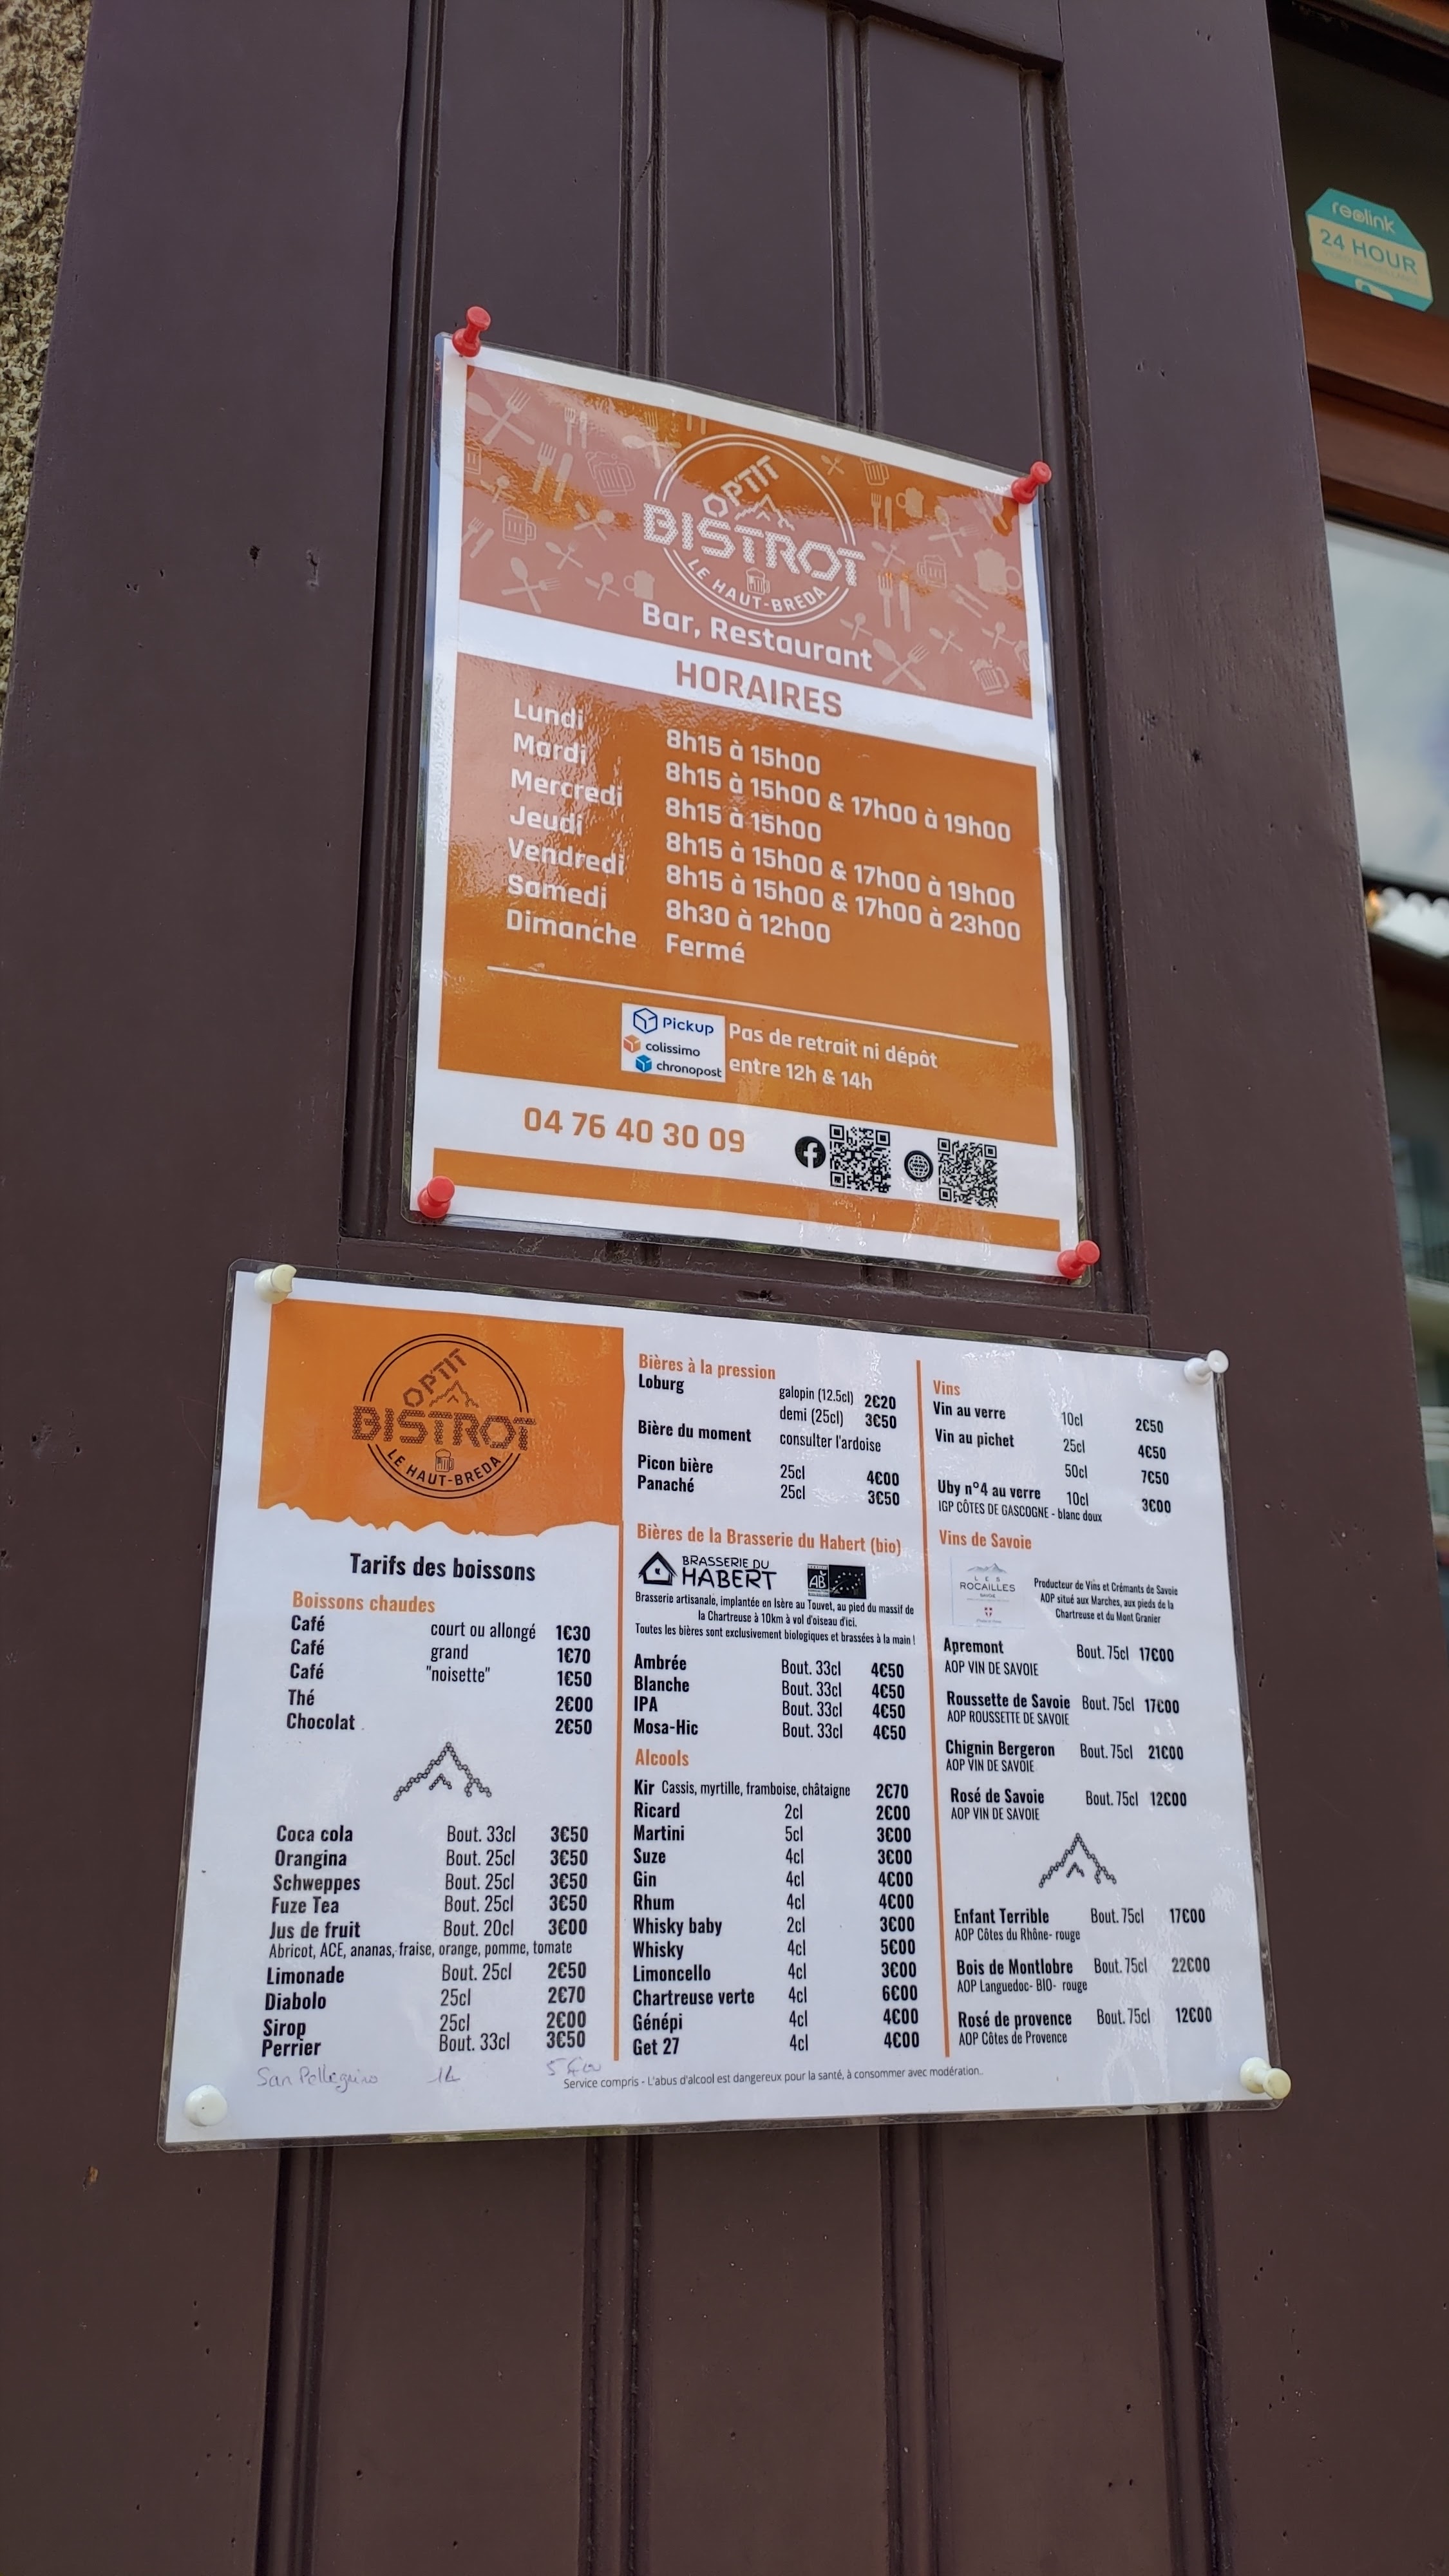 reolink
24 HOUR
OPTIT
BISTROT
LE HAUT-BREDA
Bar, Restaurant
HORAIRES
Lundi 8h15 à 15h00
Mardi 8h15 à 15h00 & 17h00 à 19h00
Mercredi 8h15 à 15h00
Jeudi 8h15 à 15h00 & 17h00 à 19h00
Vendredi 8h15 à 15h00 & 17h00 à 23h00
Samedi 8h30 à 12h00
Dimanche Fermé
Pickup
colissimo
chronopost
Pas de retrait ni dépôt
entre 12h & 14h
04 76 40 30 09
OPTIT
BISTROT
LE HAUT-BREDA
Tarifs des boissons
Boissons chaudes
Café court ou allongé 1€30
Café grand 1€70
Café "noisette" 1€50
Thé 2€00
Chocolat 2€50
Coca cola Bout. 33cl 3€50
Orangina Bout. 25cl 3€50
Schweppes Bout. 25cl 3€50
Fuze Tea Bout. 25cl 3€50
Jus de fruit Bout. 20cl 3€00
Abricot, ACE, ananas, fraise, orange, pomme, tomate
Limonade Bout. 25cl 2€50
Diabolo 25cl 2€70
Sirop 25cl 2€00
Perrier Bout. 33cl 3€50
San Pellegrino 1L 5€00
Bières à la pression
Loburg galopin (12.5cl) 2€20
demi (25cl) 3€50
Bière du moment consulter l'ardoise
Picon bière 25cl 4€00
Panaché 25cl 3€50
Bières de la Brasserie du Habert (bio)
BRASSERIE DU
HABERT
AB
Brasserie artisanale, implantée en Isère au Touvet, au pied du massif de
la Chartreuse à 10km à vol d'oiseau d'ici.
Toutes les bières sont exclusivement biologiques et brassées à la main !
Ambrée Bout. 33cl 4€50
Blanche Bout. 33cl 4€50
IPA Bout. 33cl 4€50
Mosa-Hic Bout. 33cl 4€50
Alcools
Kir Cassis, myrtille, framboise, châtaigne 2€70
Ricard 2cl 2€00
Martini 5cl 3€00
Suze 4cl 3€00
Gin 4cl 4€00
Rhum 4cl 4€00
Whisky baby 2cl 3€00
Whisky 4cl 5€00
Limoncello 4cl 3€00
Chartreuse verte 4cl 6€00
Génépi 4cl 4€00
Get 27 4cl 4€00
Vins
Vin au verre 10cl 2€50
Vin au pichet 25cl 4€50
50cl 7€50
Uby n°4 au verre 10cl 3€00
IGP CÔTES DE GASCOGNE - blanc doux
Vins de Savoie
LES
ROCAILLES
SAVOIE
Producteur de Vins et Crémants de Savoie
AOP situé aux Marches, aux pieds de la
Chartreuse et du Mont Granier
Apremont Bout. 75cl 17€00
AOP VIN DE SAVOIE
Roussette de Savoie Bout. 75cl 17€00
AOP ROUSSETTE DE SAVOIE
Chignin Bergeron Bout. 75cl 21€00
AOP VIN DE SAVOIE
Rosé de Savoie Bout. 75cl 12€00
AOP VIN DE SAVOIE
Enfant Terrible Bout. 75cl 17€00
AOP Côtes du Rhône- rouge
Bois de Montlobre Bout. 75cl 22€00
AOP Languedoc- BIO- rouge
Rosé de provence Bout. 75cl 12€00
AOP Côtes de Provence
Service compris - L'abus d'alcool est dangereux pour la santé, à consommer avec modération..